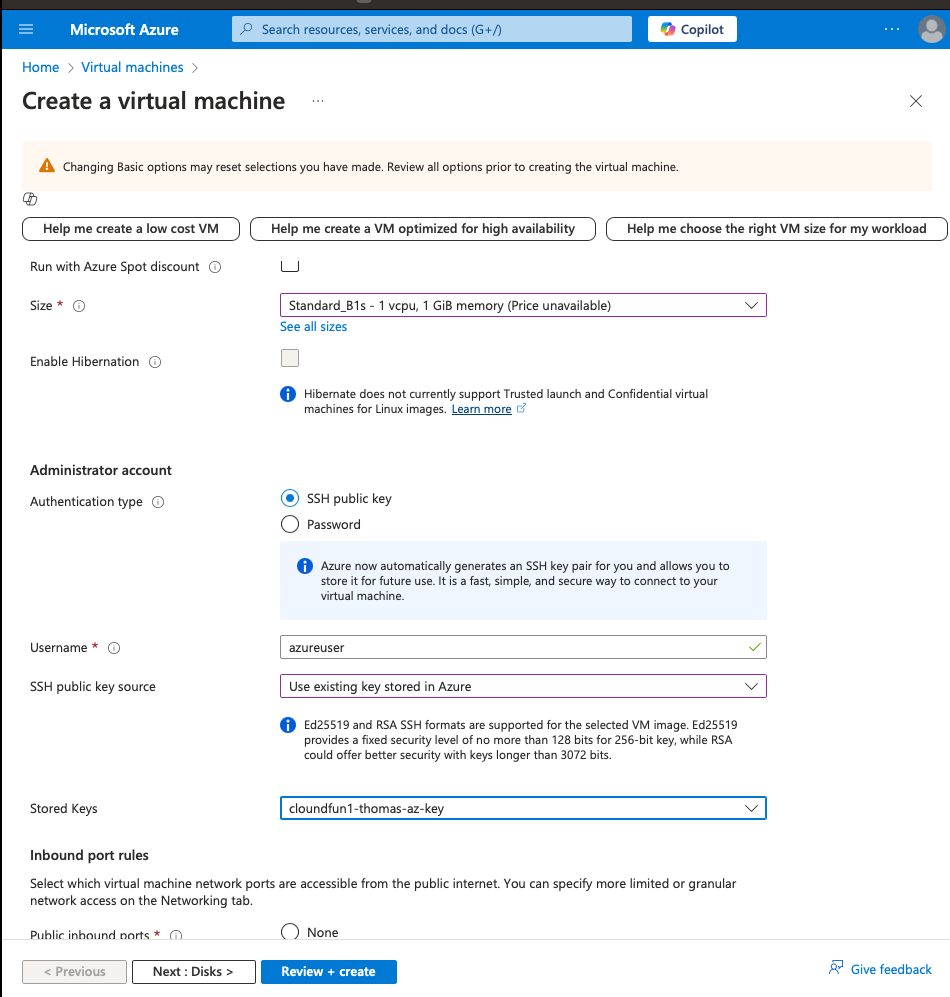 Microsoft Azure
Search resources, services, and docs (G+/)
Copilot
Home > Virtual machines >
Create a virtual machine
Changing Basic options may reset selections you have made. Review all options prior to creating the virtual machine.
Help me create a low cost VM
Help me create a VM optimized for high availability
Help me choose the right VM size for my workload
Run with Azure Spot discount
Size *
Standard_B1s - 1 vcpu, 1 GiB memory (Price unavailable)
See all sizes
Enable Hibernation
Hibernate does not currently support Trusted launch and Confidential virtual
machines for Linux images. Learn more
Administrator account
Authentication type
SSH public key
Password
Azure now automatically generates an SSH key pair for you and allows you to
store it for future use. It is a fast, simple, and secure way to connect to your
virtual machine.
Username *
azureuser
SSH public key source
Use existing key stored in Azure
Ed25519 and RSA SSH formats are supported for the selected VM image. Ed25519
provides a fixed security level of no more than 128 bits for 256-bit key, while RSA
could offer better security with keys longer than 3072 bits.
Stored Keys
cloundfun1-thomas-az-key
Inbound port rules
Select which virtual machine network ports are accessible from the public internet. You can specify more limited or granular
network access on the Networking tab.
Public inbound ports *
None
< Previous
Next : Disks >
Review + create
Give feedback